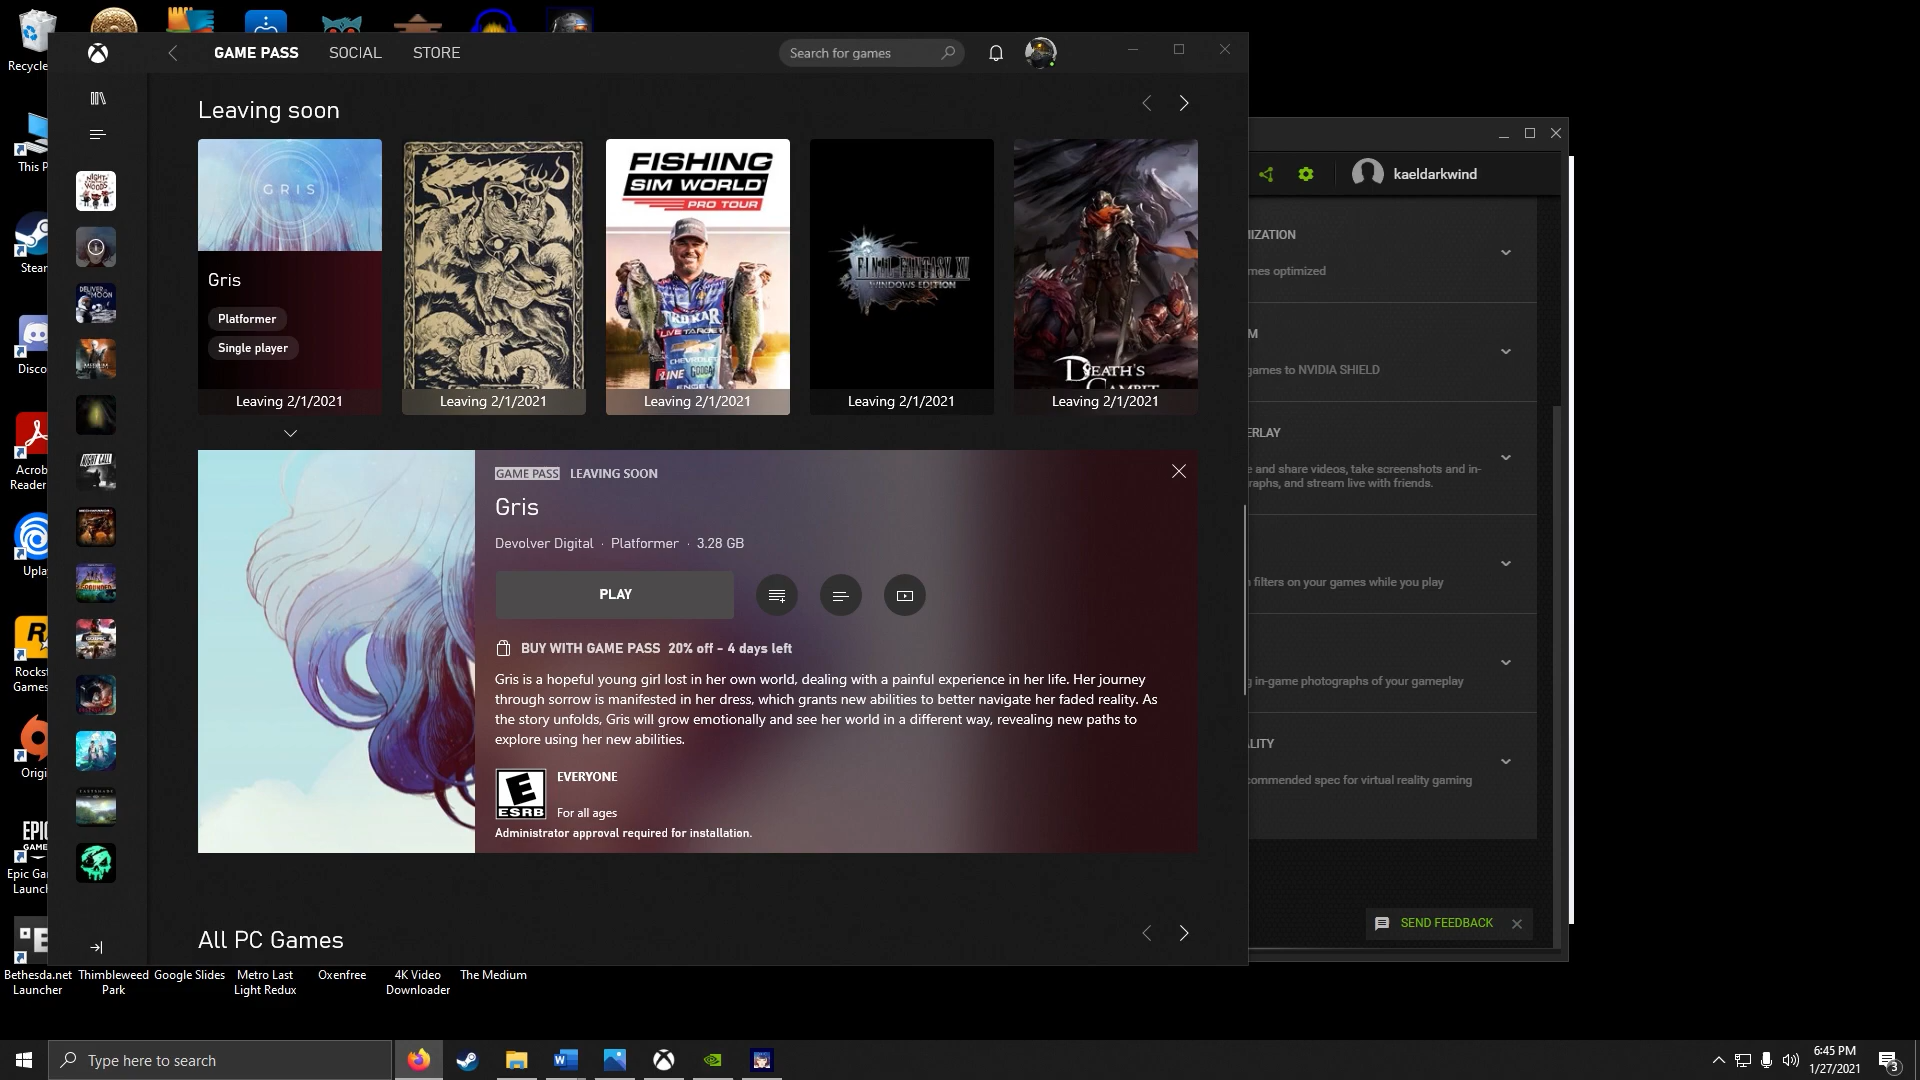 Recycle
This P
Stear
Disco
Acrob
Reader
Upla
Rockst
Games
Origi
EPIC
GAME
Epic Ga
Launch
Bethesda.net
Launcher
Thimbleweed
Park
Google Slides
Metro Last
Light Redux
Oxenfree
4K Video
Downloader
The Medium
GAME PASS
SOCIAL
STORE
Search for games
Leaving soon
GRIS
Gris
Platformer
Single player
Leaving 2/1/2021
Leaving 2/1/2021
FISHING
SIM WORLD
PRO TOUR
Leaving 2/1/2021
FINAL FANTASY XV
WINDOWS EDITION
Leaving 2/1/2021
DEATH'S
GAMBIT
Leaving 2/1/2021
GAME PASS LEAVING SOON
Gris
Devolver Digital · Platformer · 3.28 GB
PLAY
BUY WITH GAME PASS 20% off - 4 days left
Gris is a hopeful young girl lost in her own world, dealing with a painful experience in her life. Her journey
through sorrow is manifested in her dress, which grants new abilities to better navigate her faded reality. As
the story unfolds, Gris will grow emotionally and see her world in a different way, revealing new paths to
explore using her new abilities.
E
ESRB
EVERYONE
For all ages
Administrator approval required for installation.
All PC Games
kaeldarkwind
IZATION
mes optimized
M
games to NVIDIA SHIELD
ERLAY
e and share videos, take screenshots and in-
raphs, and stream live with friends.
n filters on your games while you play
g in-game photographs of your gameplay
LITY
commended spec for virtual reality gaming
SEND FEEDBACK
Type here to search
6:45 PM
1/27/2021
3